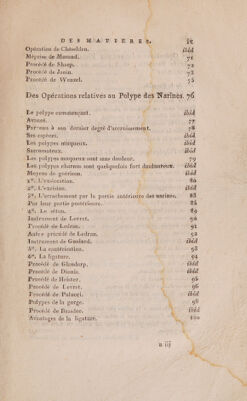 DES MATIERES. ix
Opération de Chéselden. ibid
Méprise de Morand. 71
Procédé de Sharp. 72
Procédé de Janin. 73
Procédé de Wenzel. 75
Des Opérations relatives au Polype des Narines. 76
Le polype commençant. ibid
Avancé. 77
Parvenu à son dernier degré d'accroissement. 78
Ses espèces. ibid
Les polypes muqueux. ibid
Sarcomateux. ibid
Les polypes muqueux sont sans douleur. 79
Les polypes charnus sont quelquefois fort douloureux. ibid
Moyens de guérison. ibid
1°. L'exsiccation. 80
2°. L'excision. ibid
3°. L'arrachement par la partie antérieure des narines. 83
Par leur partie postérieure. 84
4°. Le séton. 89
Instrument de Levret. 90
Procédé de Ledran. 91
Autre procédé de Ledran. 92
Instrument de Goulard. ibid
5°. La cautérisation. 93
6°. La ligature. 94
Procédé de Glandorp. ibid
Procédé de Dionis. ibid
Procédé de Heister. 95
Procédé de Levret. 96
Procédé de Palucci. ibid
Polypes de la gorge. 98
Procédé de Brasdor. ibid
Avantages de la ligature. 100
B iij